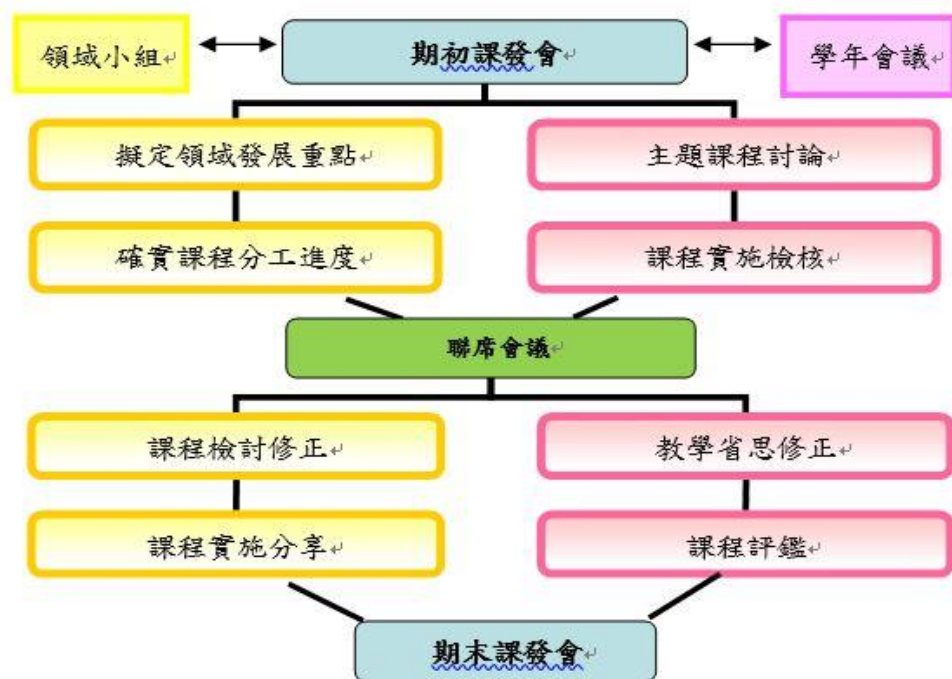 領域小組
期初課發會
學年會議
擬定領域發展重點
主題課程討論
確實課程分工進度
課程實施檢核
聯席會議
課程檢討修正
教學省思修正
課程實施分享
課程評鑑
期末課發會